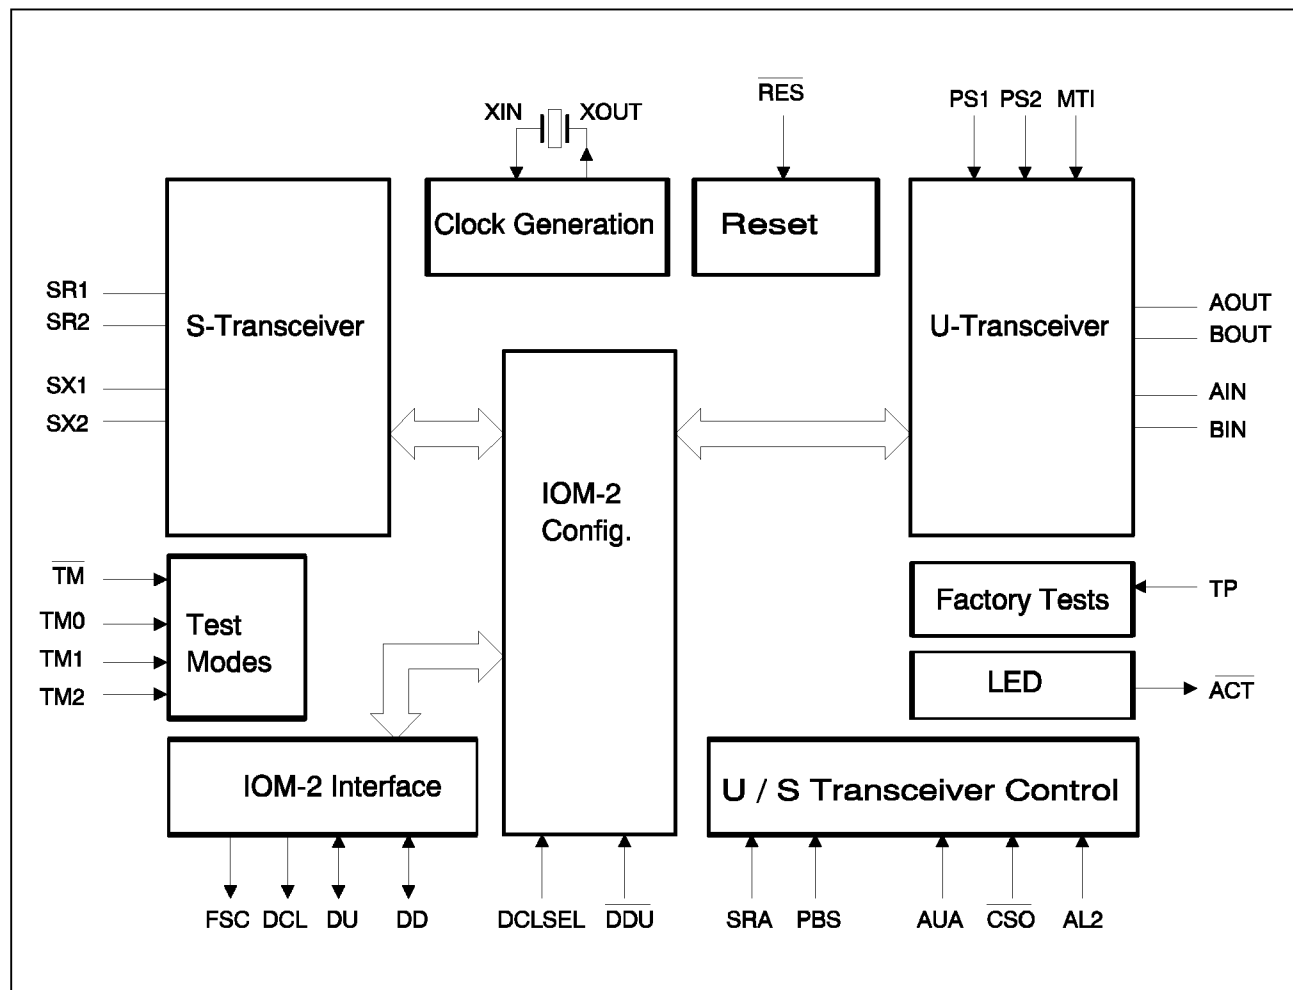 XIN XOUT
RES
PS1 PS2 MTI
Clock Generation
Reset
SR1
SR2
SX1
SX2
S-Transceiver
U-Transceiver
AOUT
BOUT
AIN
BIN
IOM-2
Config.
TM
TM0
TM1
TM2
Test
Modes
Factory Tests
TP
LED
ACT
IOM-2 Interface
U / S Transceiver Control
FSC DCL DU DD DCLSEL DDU SRA PBS AUA CSO AL2